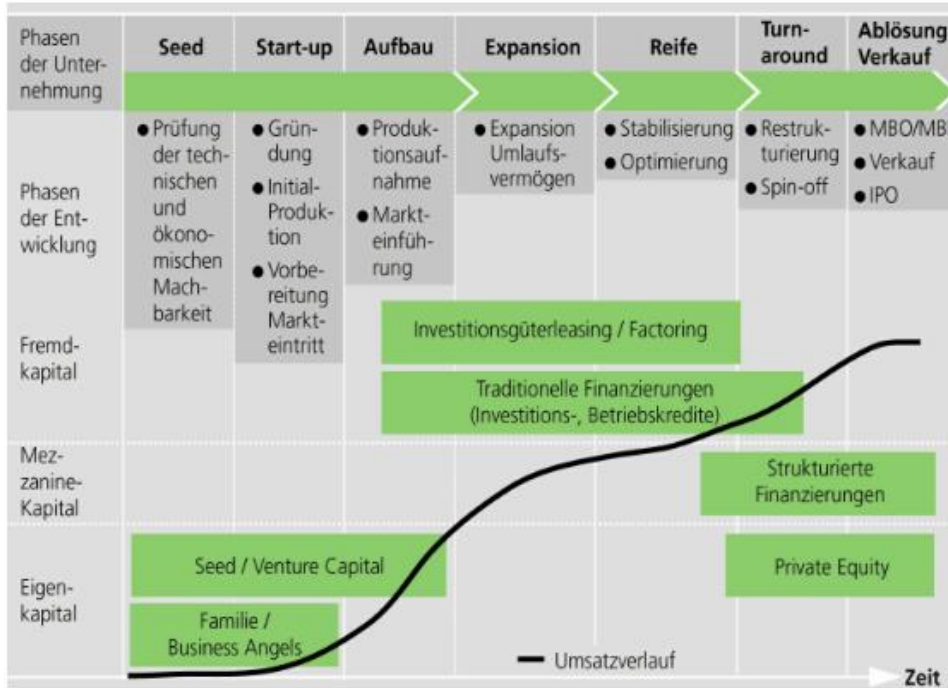 Phasen
der Unter-
nehmung
Seed
Start-up
Aufbau
Expansion
Reife
Turn-
around
Ablösung
Verkauf
Phasen
der Ent-
wicklung
● Prüfung
der tech-
nischen
und
ökono-
mischen
Mach-
barkeit
● Grün-
dung
● Initial-
Produk-
tion
● Vorbe-
reitung
Markt-
eintritt
● Produk-
tionsauf-
nahme
● Markt-
einfüh-
rung
● Expansion
Umlaufs-
vermögen
● Stabilisierung
● Optimierung
● Restruk-
turierung
● Spin-off
● MBO/MB
● Verkauf
● IPO
Fremd-
kapital
Investitionsgüterleasing / Factoring
Traditionelle Finanzierungen
(Investitions-, Betriebskredite)
Mez-
zanine-
Kapital
Strukturierte
Finanzierungen
Eigen-
kapital
Seed / Venture Capital
Private Equity
Familie /
Business Angels
Umsatzverlauf
Zeit